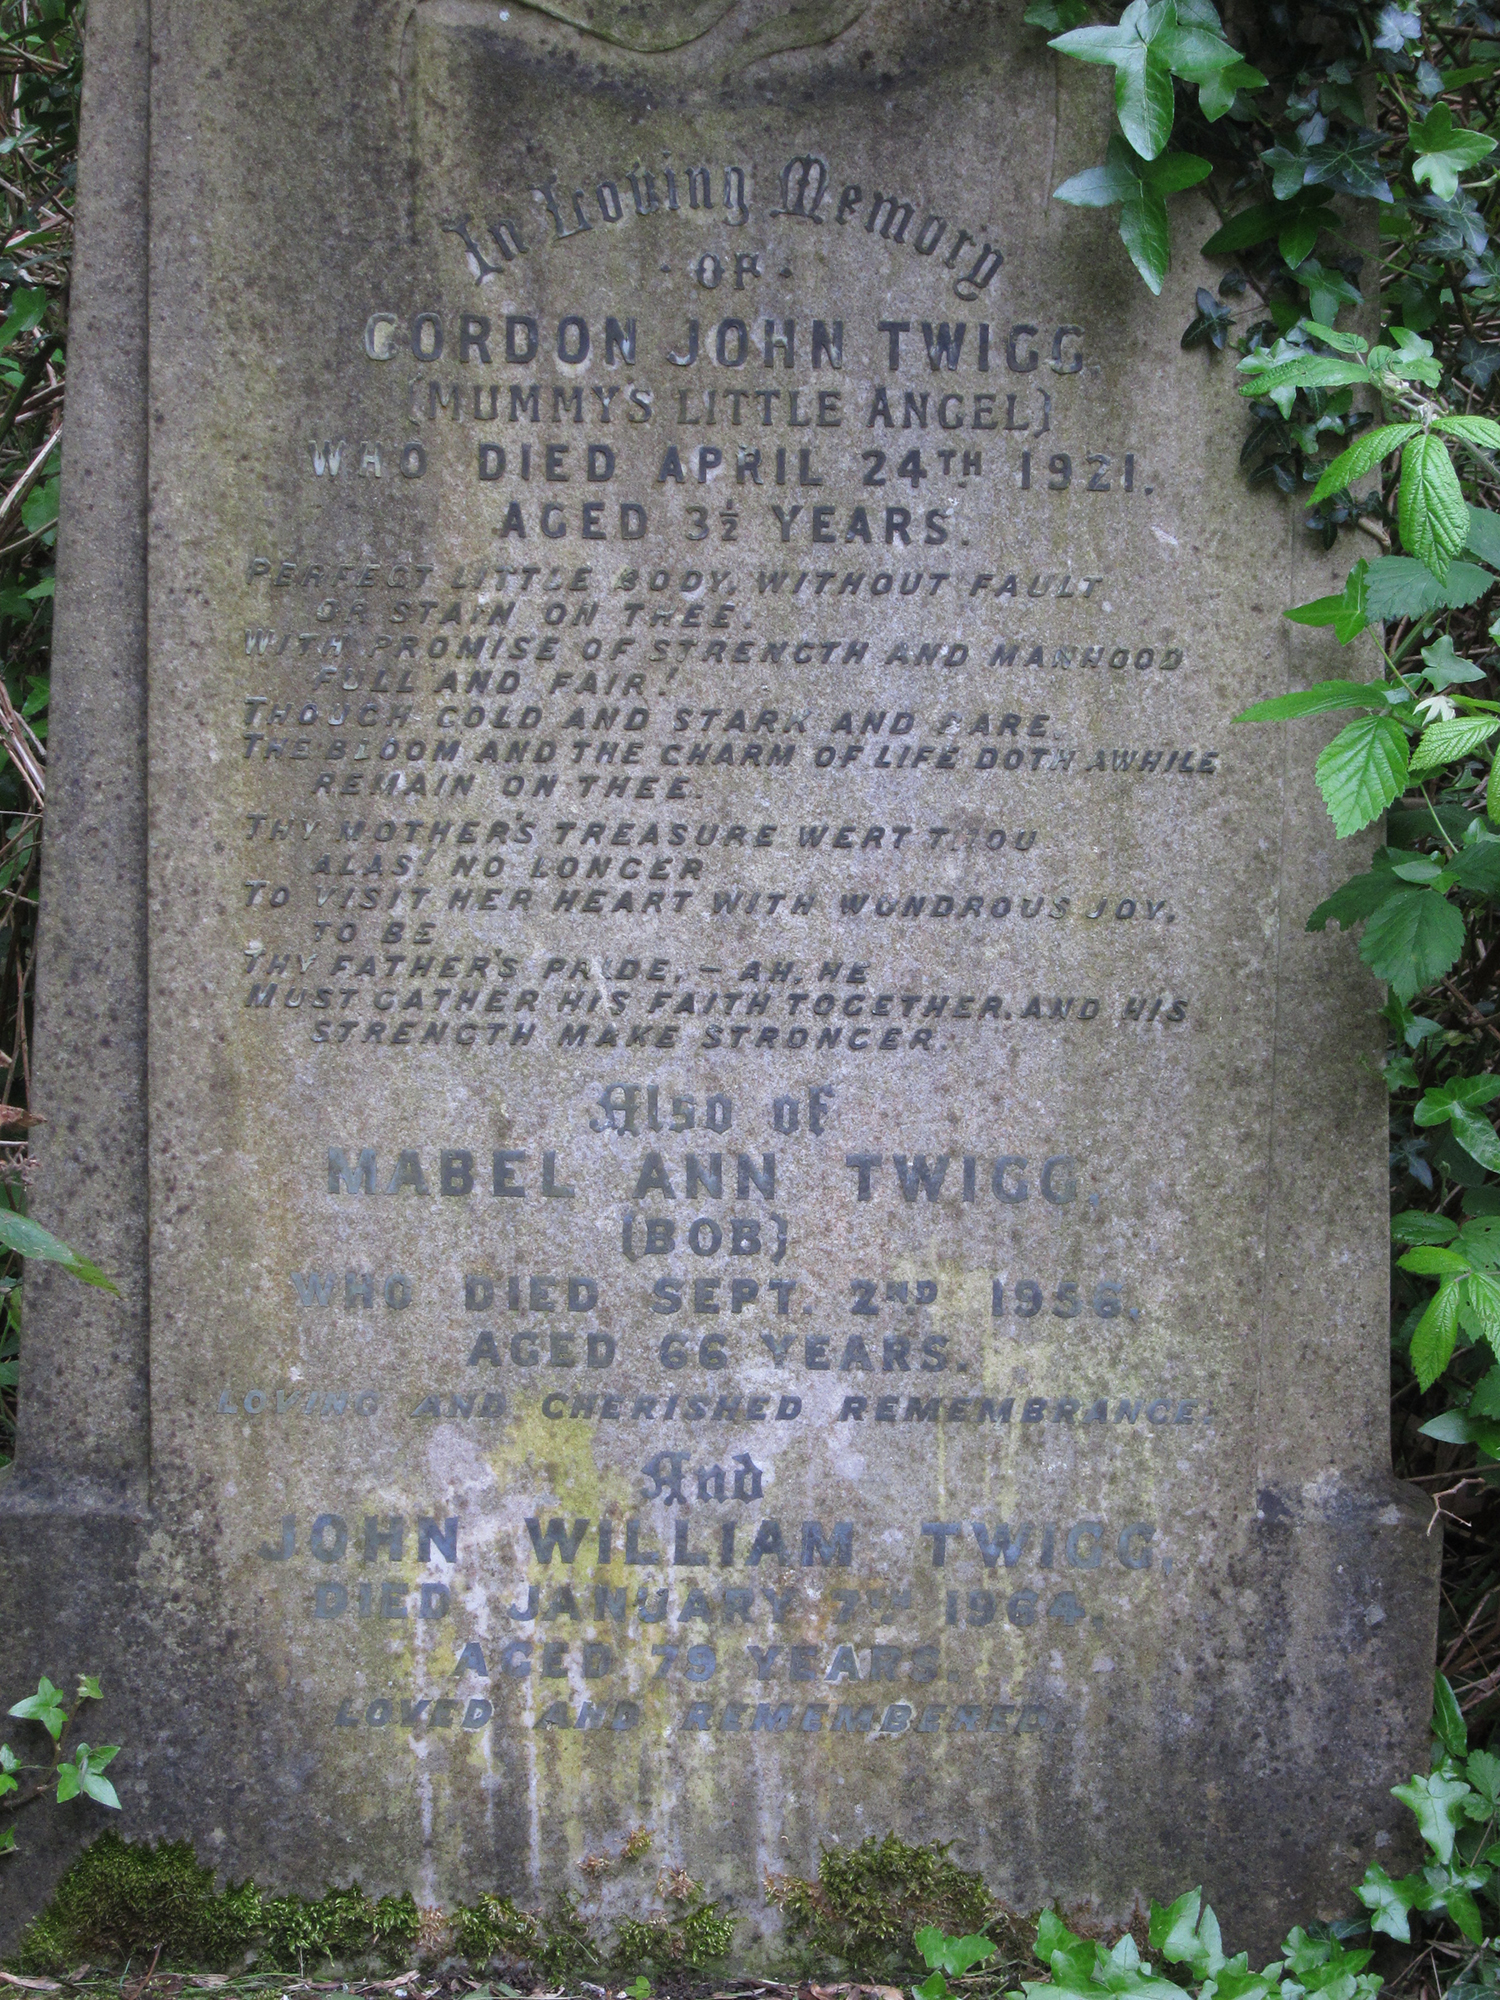 In Loving Memory
· OF ·
GORDON JOHN TWIGG.
(MUMMYS LITTLE ANGEL)
WHO DIED APRIL 24TH 1921.
AGED 3½ YEARS.
PERFECT LITTLE BODY, WITHOUT FAULT
OR STAIN ON THEE.
WITH PROMISE OF STRENGTH AND MANHOOD
FULL AND FAIR!
THOUGH COLD AND STARK AND BARE,
THE BLOOM AND THE CHARM OF LIFE DOTH AWHILE
REMAIN ON THEE.
THY MOTHER'S TREASURE WERT THOU
ALAS! NO LONGER
TO VISIT HER HEART WITH WONDROUS JOY,
TO BE
THY FATHER'S PRIDE, – AH, HE
MUST GATHER HIS FAITH TOGETHER, AND HIS
STRENGTH MAKE STRONGER.
Also of
MABEL ANN TWIGG,
(BOB)
WHO DIED SEPT. 2ND 1956,
AGED 66 YEARS.
LOVING AND CHERISHED REMEMBRANCE.
And
JOHN WILLIAM TWIGG,
DIED JANUARY 7TH 1964.
AGED 79 YEARS.
LOVED AND REMEMBERED.